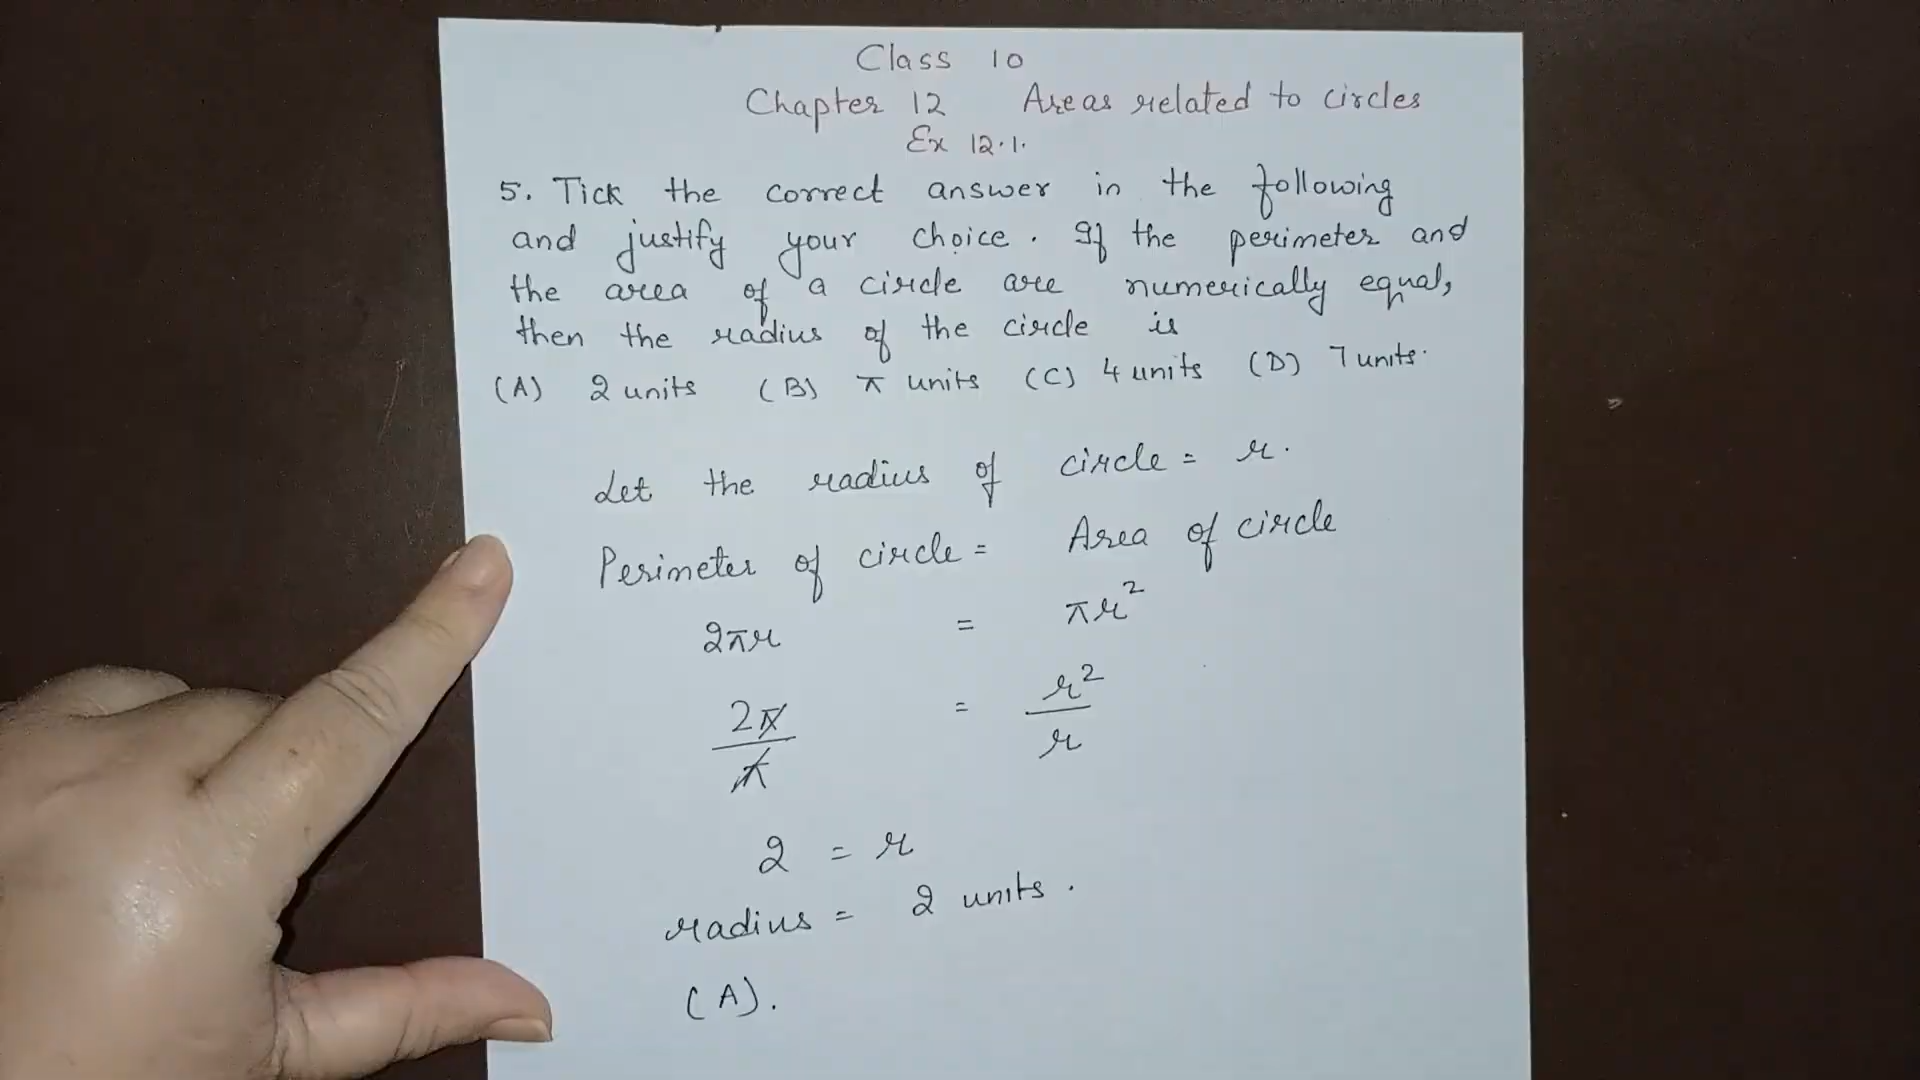 Class 10
Chapter 12 Areas related to circles
Ex 12.1.
5. Tick the correct answer in the following
and justify your choice. If the perimeter and
the area of a circle are numerically equal,
then the radius of the circle is
(A) 2 units (B) π units (C) 4 units (D) 7 units.
Let the radius of circle = r.
Perimeter of circle = Area of circle
2πr = πr²
2π/π = r²/r
2 = r
radius = 2 units.
(A).